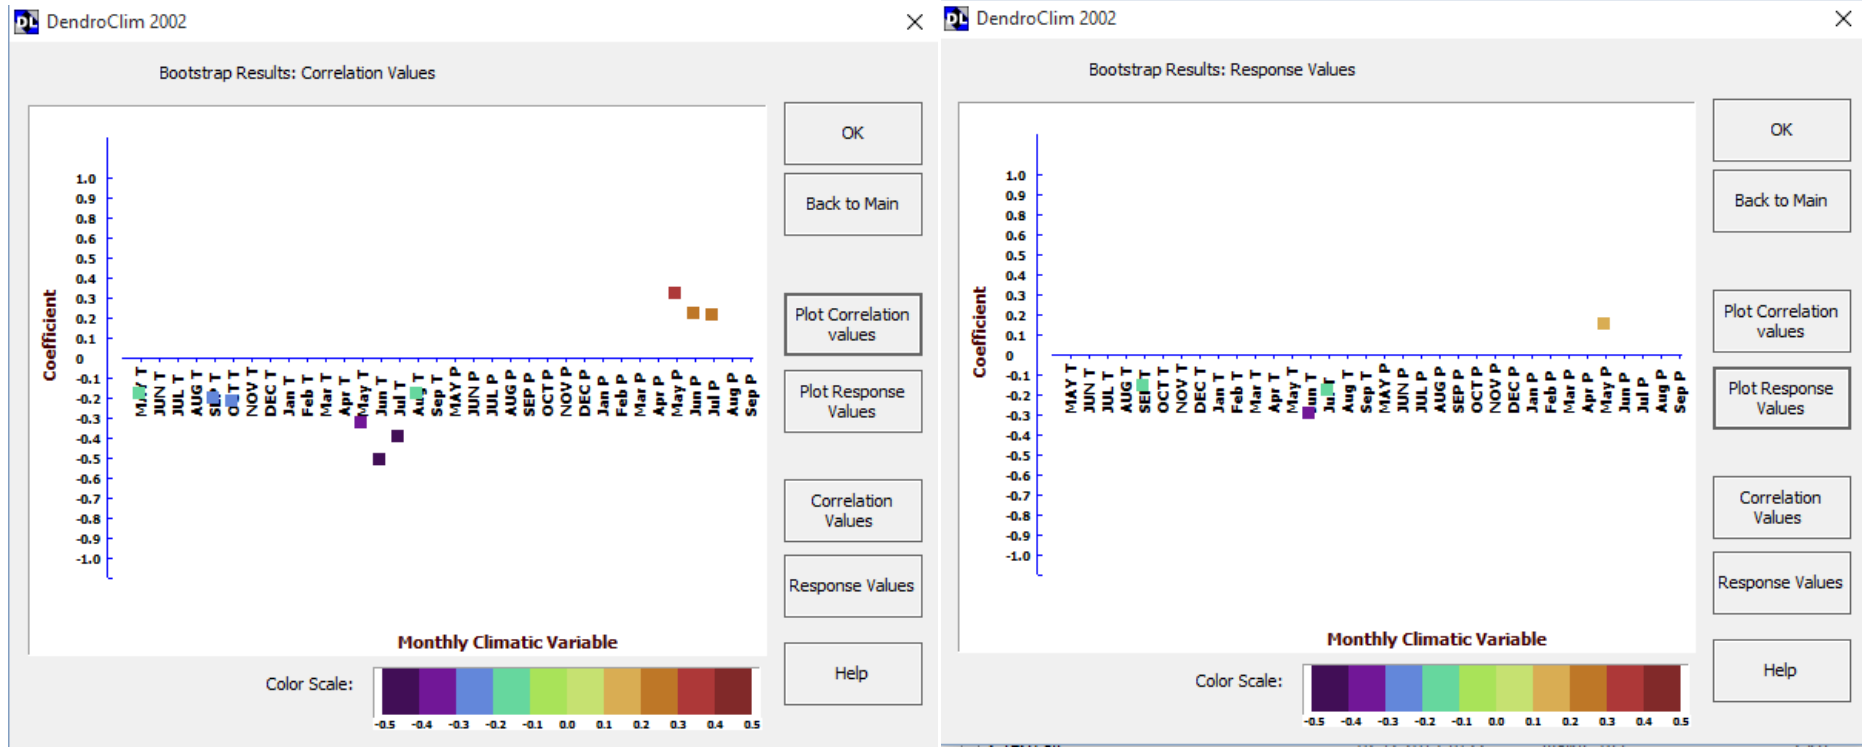 DL DendroClim 2002
Bootstrap Results: Correlation Values
OK
Back to Main
Plot Correlation
values
Plot Response
Values
Correlation
Values
Response Values
Help
Coefficient
1.0
0.9
0.8
0.6
0.5
0.4
0.3
0.2
0.1
0
-0.1
-0.2
-0.3
-0.4
-0.5
-0.6
-0.7
-0.8
-0.9
-1.0
MAY T
JUN T
JUL T
AUG T
SEP T
OCT T
NOV T
DEC T
Jan T
Feb T
Mar T
Apr T
May T
Jun T
Jul T
Aug T
Sep T
MAY P
JUN P
JUL P
AUG P
SEP P
OCT P
NOV P
DEC P
Jan P
Feb P
Mar P
Apr P
May P
Jun P
Jul P
Aug P
Sep P
Monthly Climatic Variable
Color Scale:
-0.5 -0.4 -0.3 -0.2 -0.1 0.0 0.1 0.2 0.3 0.4 0.5
DL DendroClim 2002
Bootstrap Results: Response Values
OK
Back to Main
Plot Correlation
values
Plot Response
Values
Correlation
Values
Response Values
Help
Coefficient
1.0
0.9
0.8
0.6
0.5
0.4
0.3
0.2
0.1
0
-0.1
-0.2
-0.3
-0.4
-0.5
-0.6
-0.7
-0.8
-0.9
-1.0
MAY T
JUN T
JUL T
AUG T
SEP T
OCT T
NOV T
DEC T
Jan T
Feb T
Mar T
Apr T
May T
Jun T
Jul T
Aug T
Sep T
MAY P
JUN P
JUL P
AUG P
SEP P
OCT P
NOV P
DEC P
Jan P
Feb P
Mar P
Apr P
May P
Jun P
Jul P
Aug P
Sep P
Monthly Climatic Variable
Color Scale:
-0.5 -0.4 -0.3 -0.2 -0.1 0.0 0.1 0.2 0.3 0.4 0.5